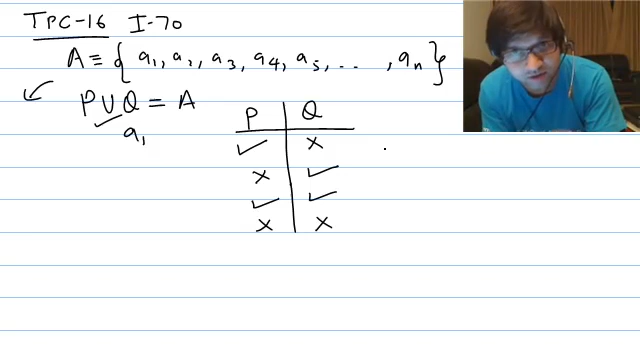 TPC-16 I-70
A ≡ { a₁, a₂, a₃, a₄, a₅, ... , aₙ }
P ∪ Q = A
a₁
P Q
✓ ×
× ✓
✓ ✓
× ×